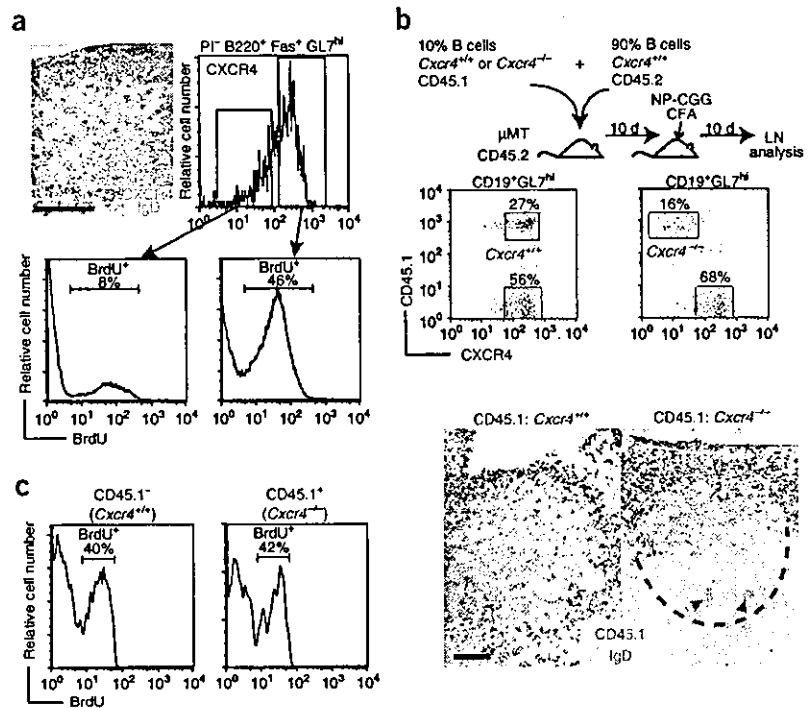 a
PI⁻ B220⁺ Fas⁺ GL7ʰⁱ
CXCR4
Relative cell number
IgD
10⁰ 10¹ 10² 10³ 10⁴
BrdU⁺
8%
Relative cell number
10⁰ 10¹ 10² 10³ 10⁴
BrdU
BrdU⁺
46%
10⁰ 10¹ 10² 10³ 10⁴
b
10% B cells
Cxcr4⁺/⁺ or Cxcr4⁻/⁻
CD45.1
+
90% B cells
Cxcr4⁺/⁺
CD45.2
NP-CGG
CFA
µMT
CD45.2
10 d
10 d
LN
analysis
CD19⁺GL7ʰⁱ
27%
Cxcr4⁺/⁺
56%
10⁴
10³
10²
10¹
10⁰
CD45.1
10⁰ 10¹ 10² 10³ 10⁴
CXCR4
CD19⁺GL7ʰⁱ
16%
Cxcr4⁻/⁻
68%
10⁰ 10¹ 10² 10³ 10⁴
CD45.1: Cxcr4⁺/⁺
CD45.1: Cxcr4⁻/⁻
CD45.1
IgD
c
CD45.1⁻
(Cxcr4⁺/⁺)
BrdU⁺
40%
Relative cell number
10⁰ 10¹ 10² 10³ 10⁴
BrdU
CD45.1⁺
(Cxcr4⁻/⁻)
BrdU⁺
42%
10⁰ 10¹ 10² 10³ 10⁴